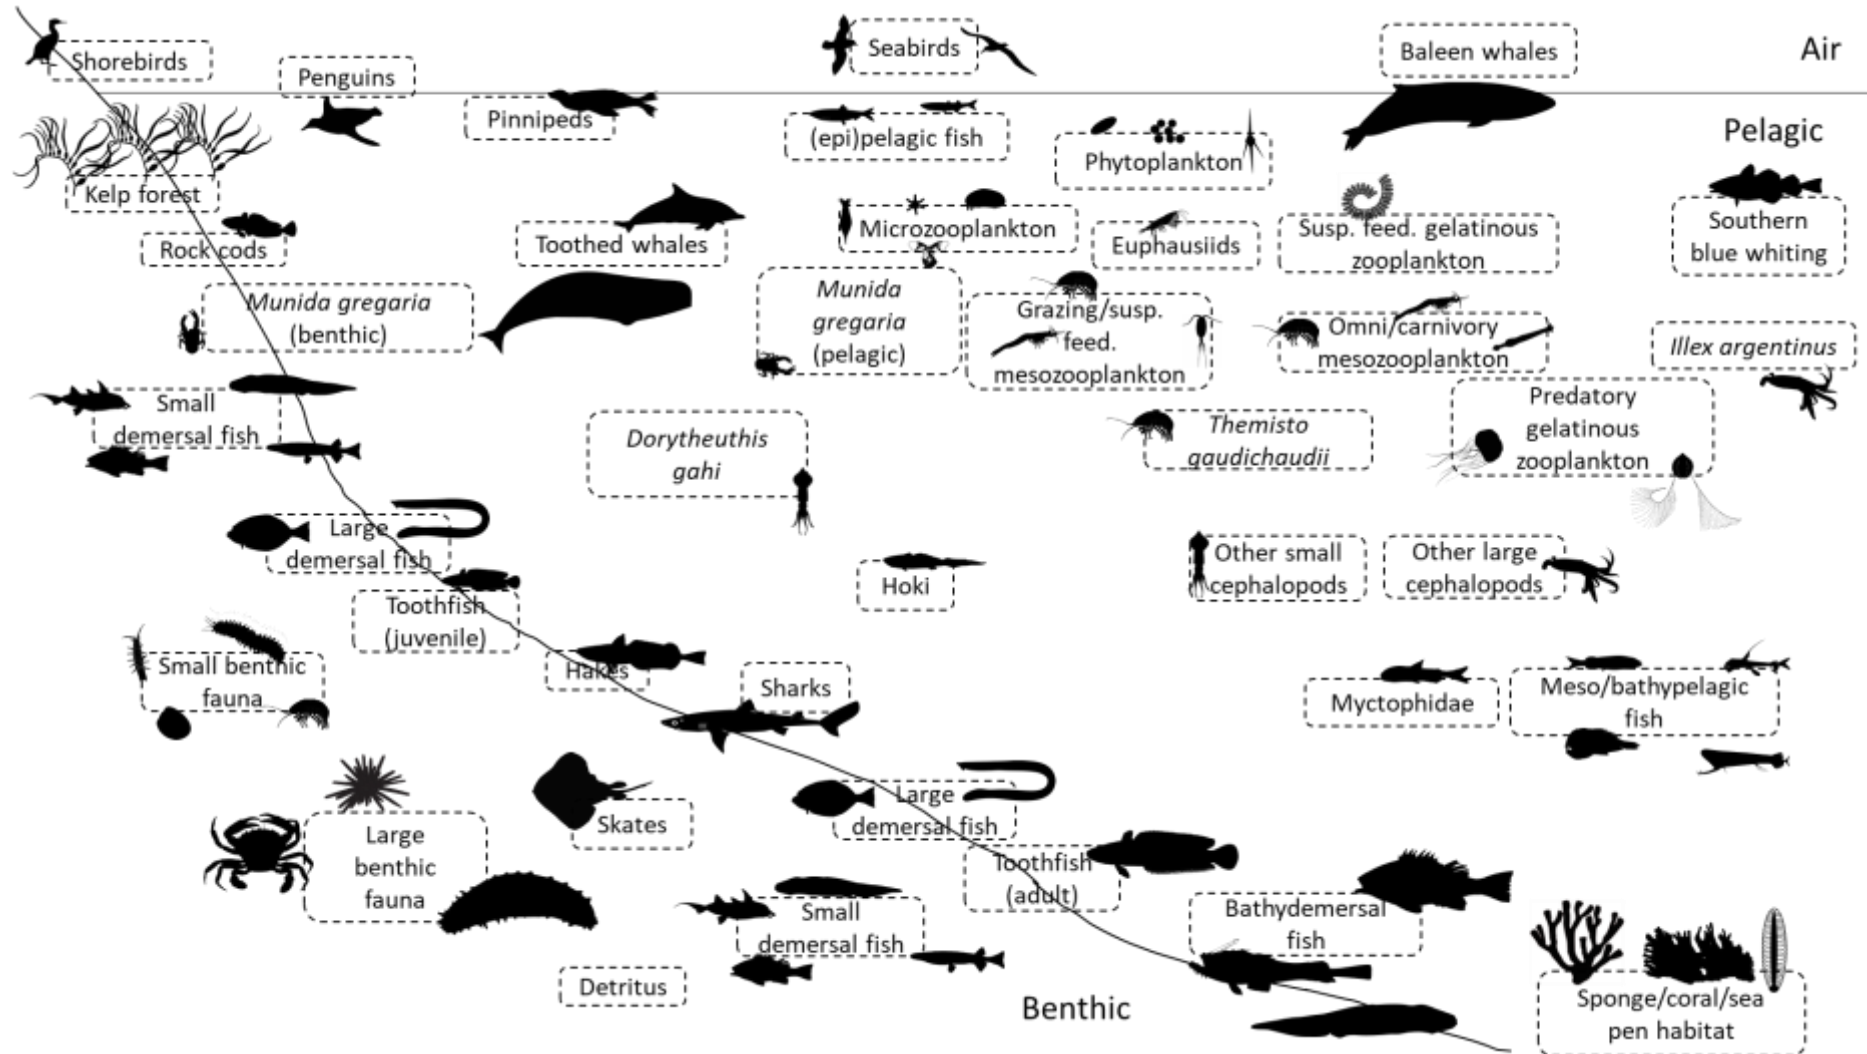 Shorebirds
Penguins
Seabirds
Baleen whales
Air
Pinnipeds
(epi)pelagic fish
Phytoplankton
Pelagic
Kelp forest
Rock cods
Toothed whales
Microzooplankton
Euphausiids
Susp. feed. gelatinous
zooplankton
Southern
blue whiting
Munida gregaria
(benthic)
Munida
gregaria
(pelagic)
Grazing/susp.
feed.
mesozooplankton
Omni/carnivory
mesozooplankton
Illex argentinus
Small
demersal fish
Dorytheuthis
gahi
Themisto
gaudichaudii
Predatory
gelatinous
zooplankton
Large
demersal fish
Toothfish
(juvenile)
Hoki
Other small
cephalopods
Other large
cephalopods
Small benthic
fauna
Hakes
Sharks
Myctophidae
Meso/bathypelagic
fish
Large
benthic
fauna
Skates
Large
demersal fish
Toothfish
(adult)
Small
demersal fish
Bathydemersal
fish
Detritus
Benthic
Sponge/coral/sea
pen habitat